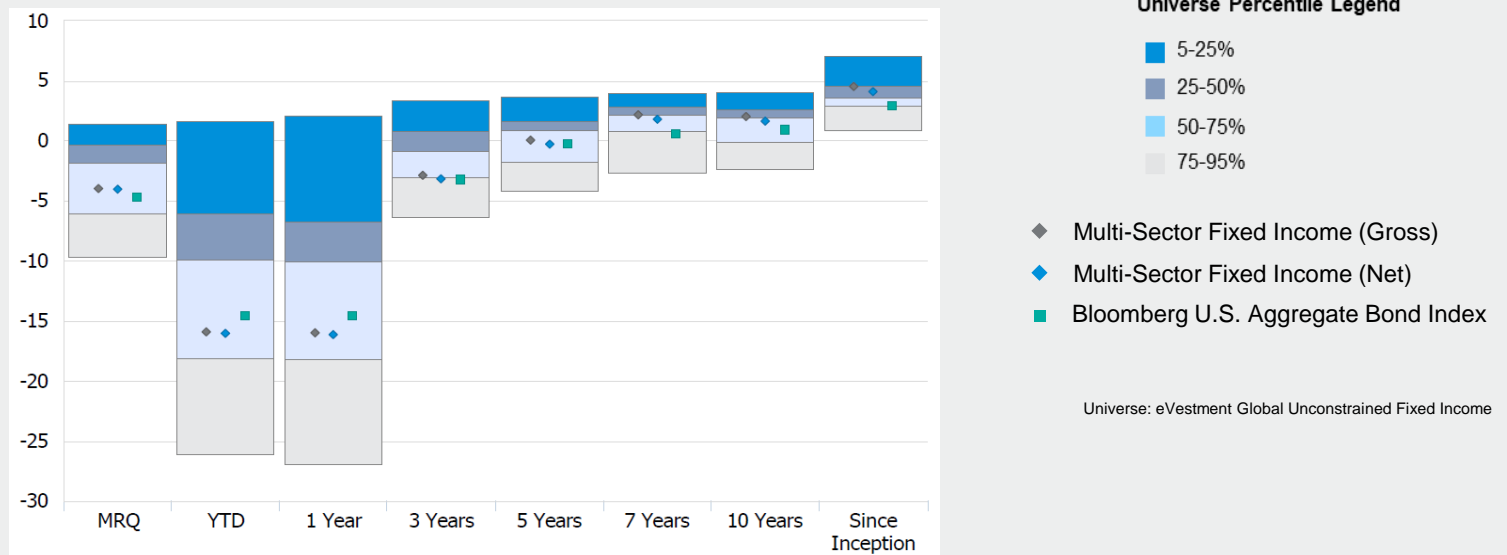 Universe Percentile Legend
10
5
0
-5
-10
-15
-20
-25
-30
MRQ YTD 1 Year 3 Years 5 Years 7 Years 10 Years Since
Inception
5-25%
25-50%
50-75%
75-95%
Multi-Sector Fixed Income (Gross)
Multi-Sector Fixed Income (Net)
Bloomberg U.S. Aggregate Bond Index
Universe: eVestment Global Unconstrained Fixed Income